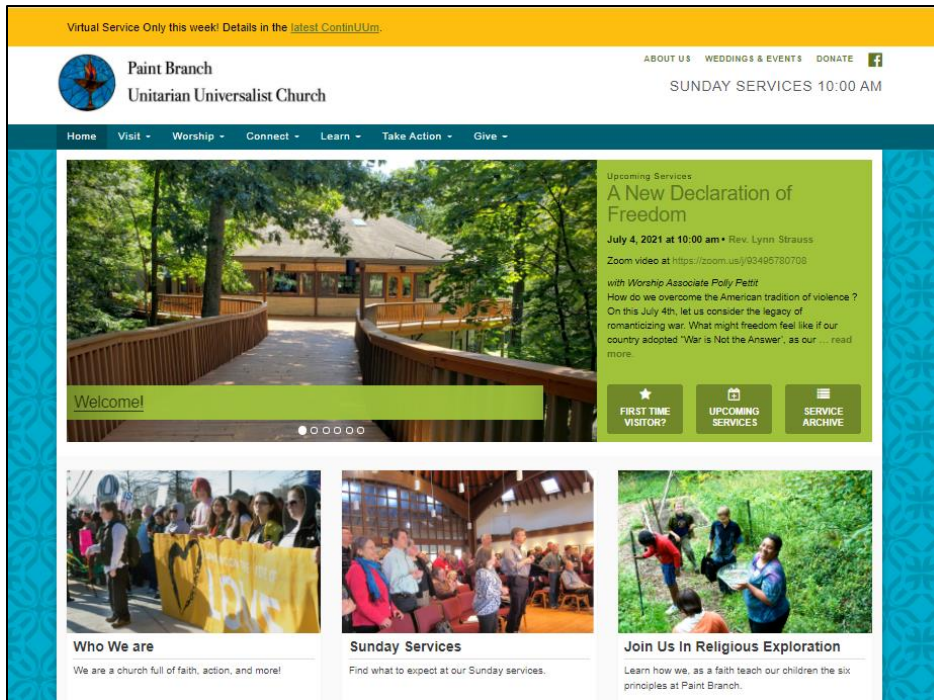 Virtual Service Only this week! Details in the latest ContinUUm.
ABOUT US WEDDINGS & EVENTS DONATE
Paint Branch
Unitarian Universalist Church
SUNDAY SERVICES 10:00 AM
Home Visit Worship Connect Learn Take Action Give
Upcoming Services
A New Declaration of
Freedom
July 4, 2021 at 10:00 am • Rev. Lynn Strauss
Zoom video at https://zoom.us/j/93495780708
with Worship Associate Polly Pettit
How do we overcome the American tradition of violence ?
On this July 4th, let us consider the legacy of
romanticizing war. What might freedom feel like if our
country adopted "War is Not the Answer', as our … read
more.
Welcome!
FIRST TIME
VISITOR?
UPCOMING
SERVICES
SERVICE
ARCHIVE
LOVE
Who We are
We are a church full of faith, action, and more!
Sunday Services
Find what to expect at our Sunday services.
Join Us In Religious Exploration
Learn how we, as a faith teach our children the six
principles at Paint Branch.